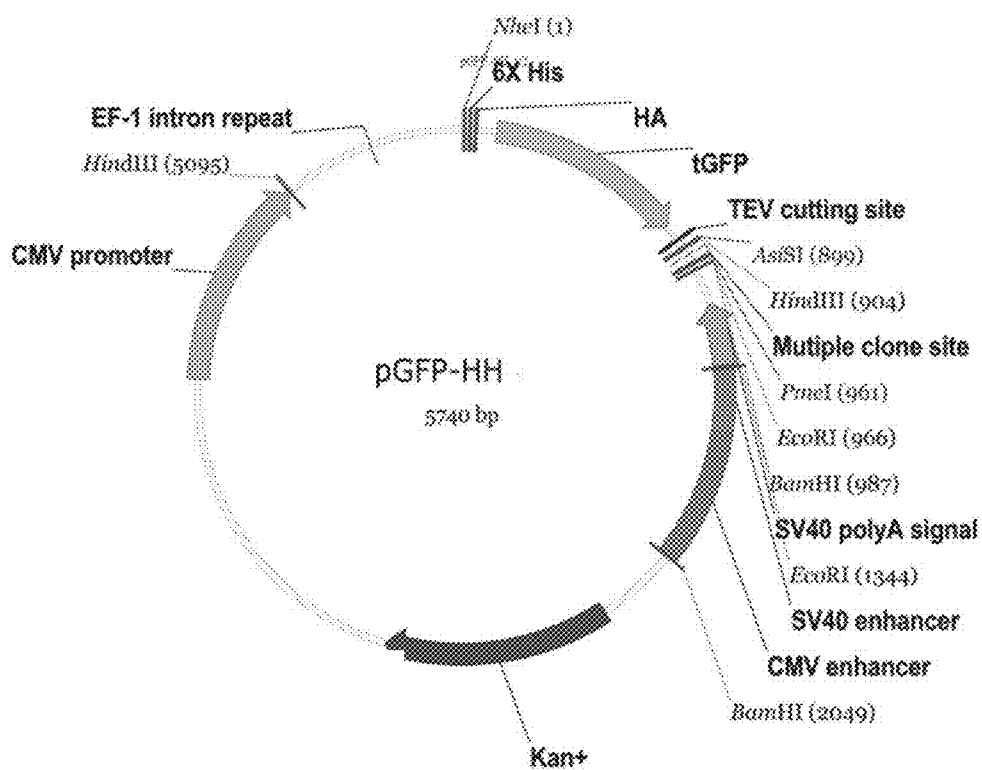 NheI (1)
6X His
HA
EF-1 intron repeat
tGFP
HindIII (5095)
TEV cutting site
CMV promoter
AsiSI (899)
HindIII (904)
Mutiple clone site
pGFP-HH
PmeI (961)
5740 bp
EcoRI (966)
BamHI (987)
SV40 polyA signal
EcoRI (1344)
SV40 enhancer
CMV enhancer
BamHI (2049)
Kan+